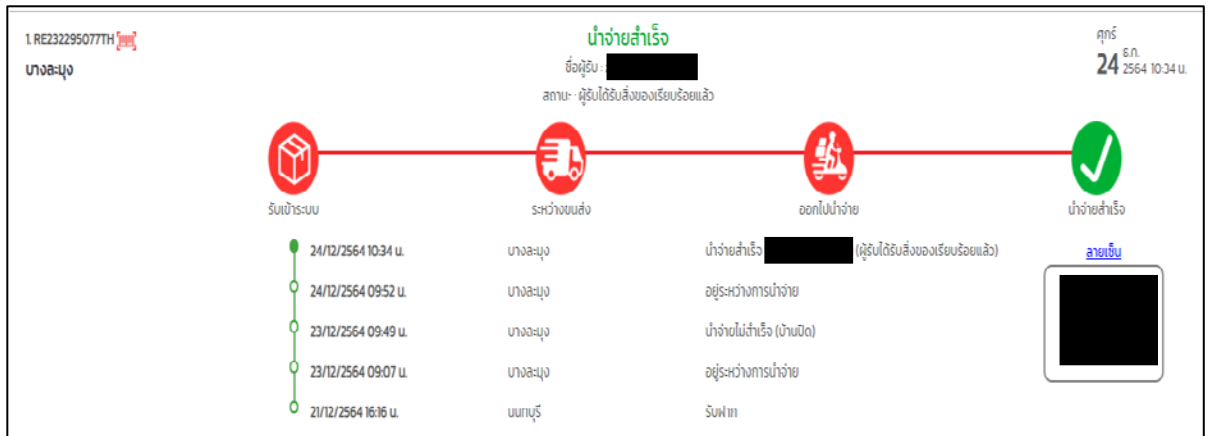 1. RE232295077TH
บางละมุง
นำจ่ายสำเร็จ
ชื่อผู้รับ :
สถานะ : ผู้รับได้รับสิ่งของเรียบร้อยแล้ว
ศุกร์
24 ธ.ค. 2564 10:34 น.
รับเข้าระบบ ระหว่างขนส่ง ออกไปนำจ่าย นำจ่ายสำเร็จ
24/12/2564 10:34 น. บางละมุง นำจ่ายสำเร็จ (ผู้รับได้รับสิ่งของเรียบร้อยแล้ว) ลายเซ็น
24/12/2564 09:52 น. บางละมุง อยู่ระหว่างการนำจ่าย
23/12/2564 09:49 น. บางละมุง นำจ่ายไม่สำเร็จ (บ้านปิด)
23/12/2564 09:07 น. บางละมุง อยู่ระหว่างการนำจ่าย
21/12/2564 16:16 น. นนทบุรี รับฝาก